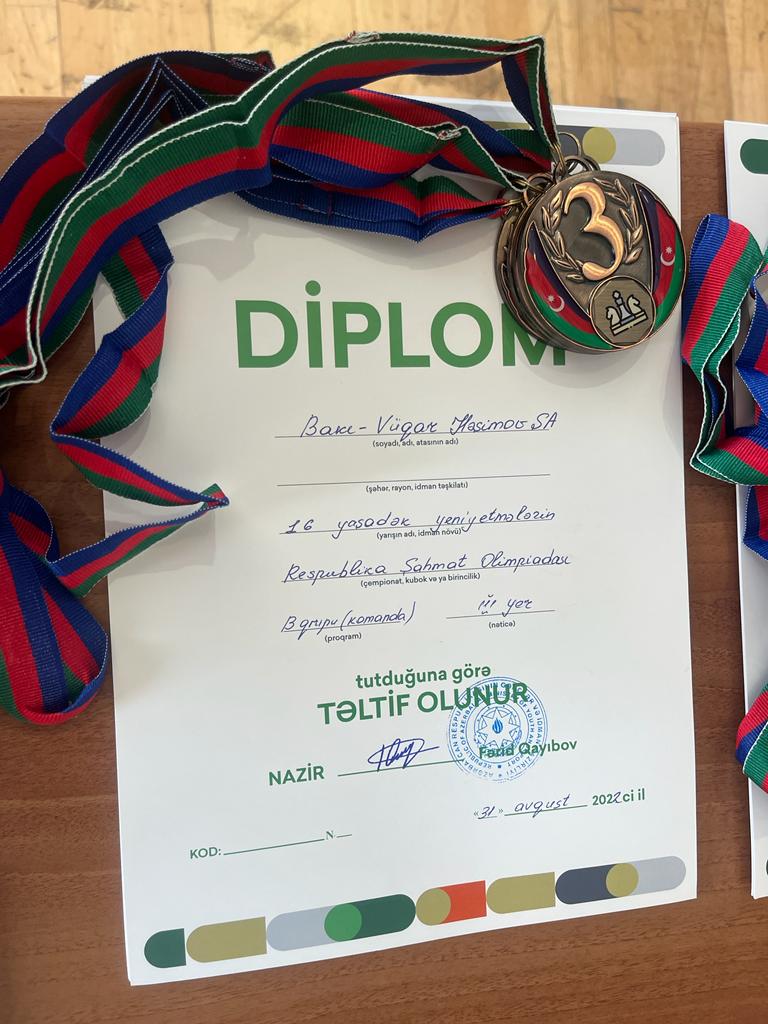 3
DİPLOM
Bakı-Vüqar Həşimov ŞA
(soyadı, adı, atasının adı)
(şəhər, rayon, idman təşkilatı)
16 yaşadək yeniyetmələrin
(yarışın adı, idman növü)
Respublika Şahmat Olimpiadası
(çempionat, kubok və ya birincilik)
B qrupu (komanda) III yer
(proqram) (nəticə)
tutduğuna görə
TƏLTİF OLUNUR
NAZİR Fərid Qayıbov
«31» avqust 2022 ci il
KOD: N